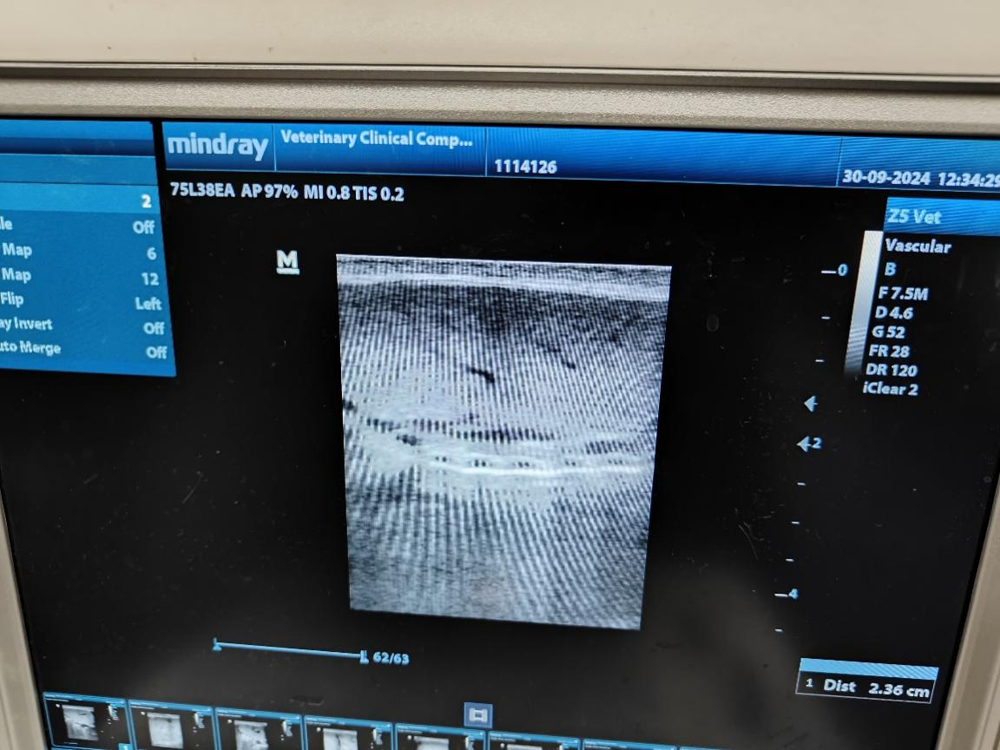 mindray
Veterinary Clinical Comp...
1114126
30-09-2024 12:34:29
75L38EA AP 97% MI 0.8 TIS 0.2
2
le Off
Map 6
Map 12
Flip Left
ay Invert Off
uto Merge Off
M
Z5 Vet
Vascular
B
F 7.5M
D 4.6
G 52
FR 28
DR 120
iClear 2
0
2
4
62/63
1 Dist 2.36 cm